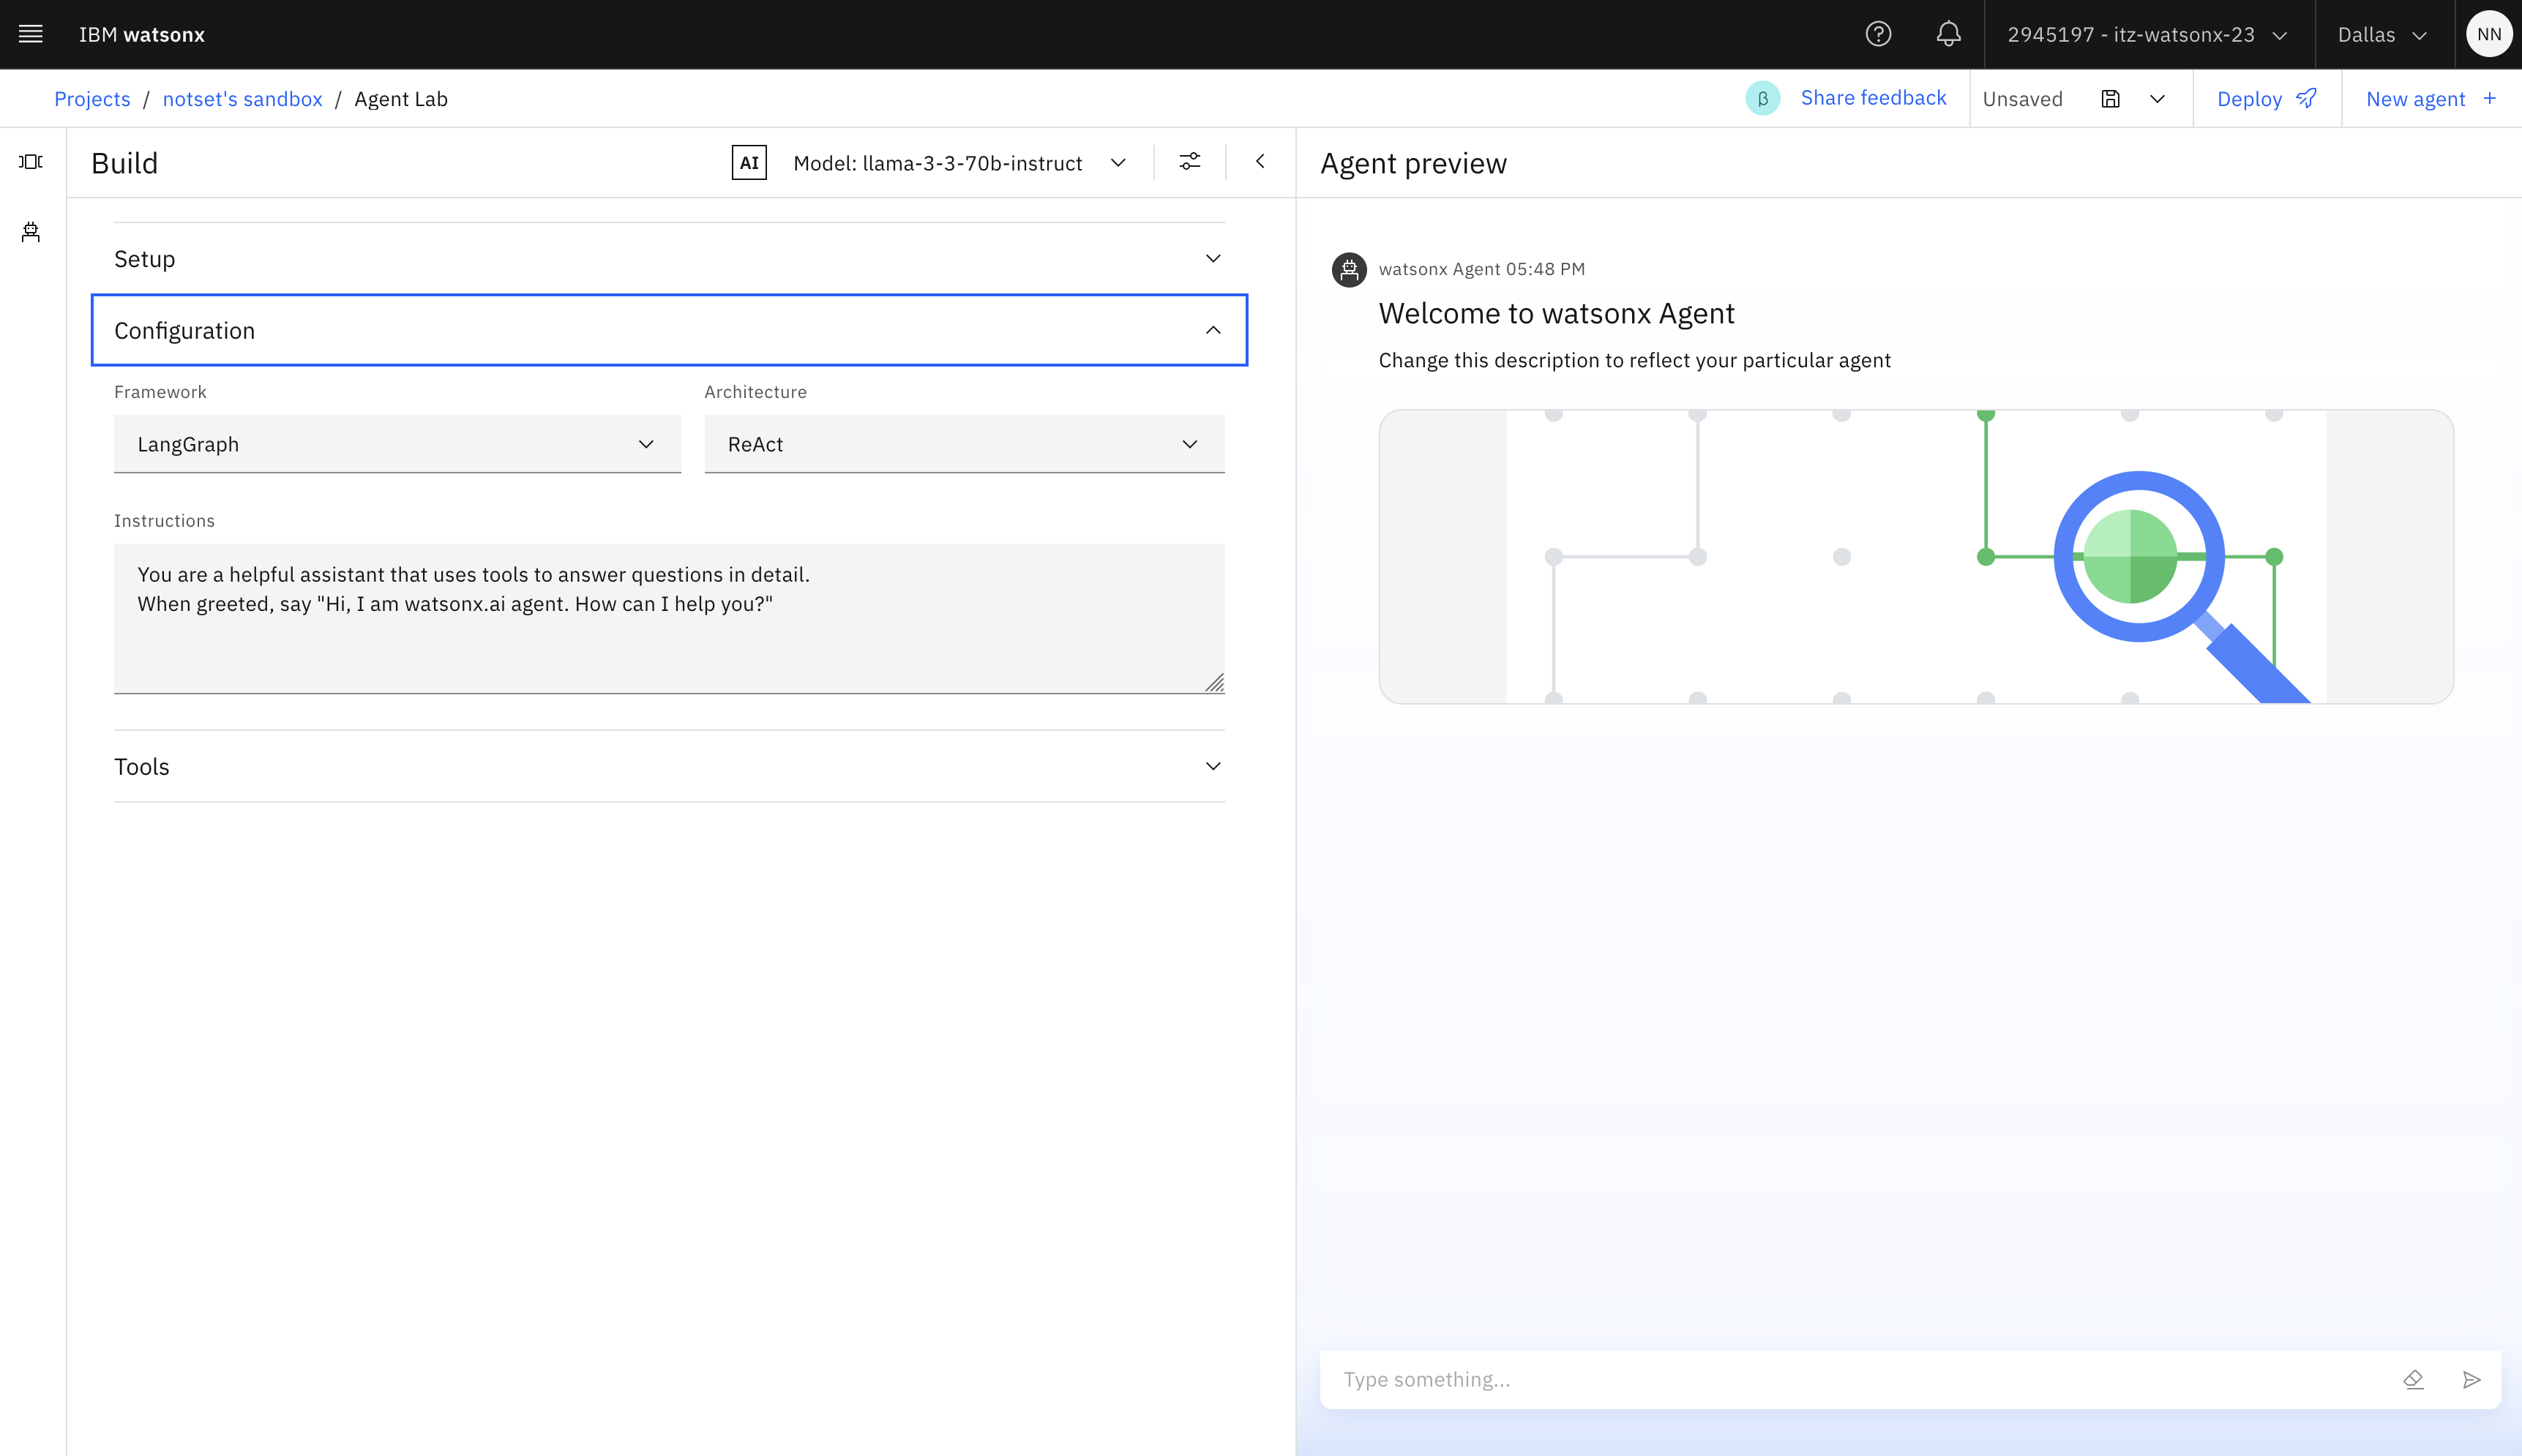 IBM watsonx
2945197 - itz-watsonx-23
Dallas
NN
Projects / notset's sandbox / Agent Lab
β
Share feedback
Unsaved
Deploy
New agent +
Build
AI
Model: llama-3-3-70b-instruct
Setup
Configuration
Framework
Architecture
LangGraph
ReAct
Instructions
You are a helpful assistant that uses tools to answer questions in detail.
When greeted, say "Hi, I am watsonx.ai agent. How can I help you?"
Tools
Agent preview
watsonx Agent 05:48 PM
Welcome to watsonx Agent
Change this description to reflect your particular agent
Type something...